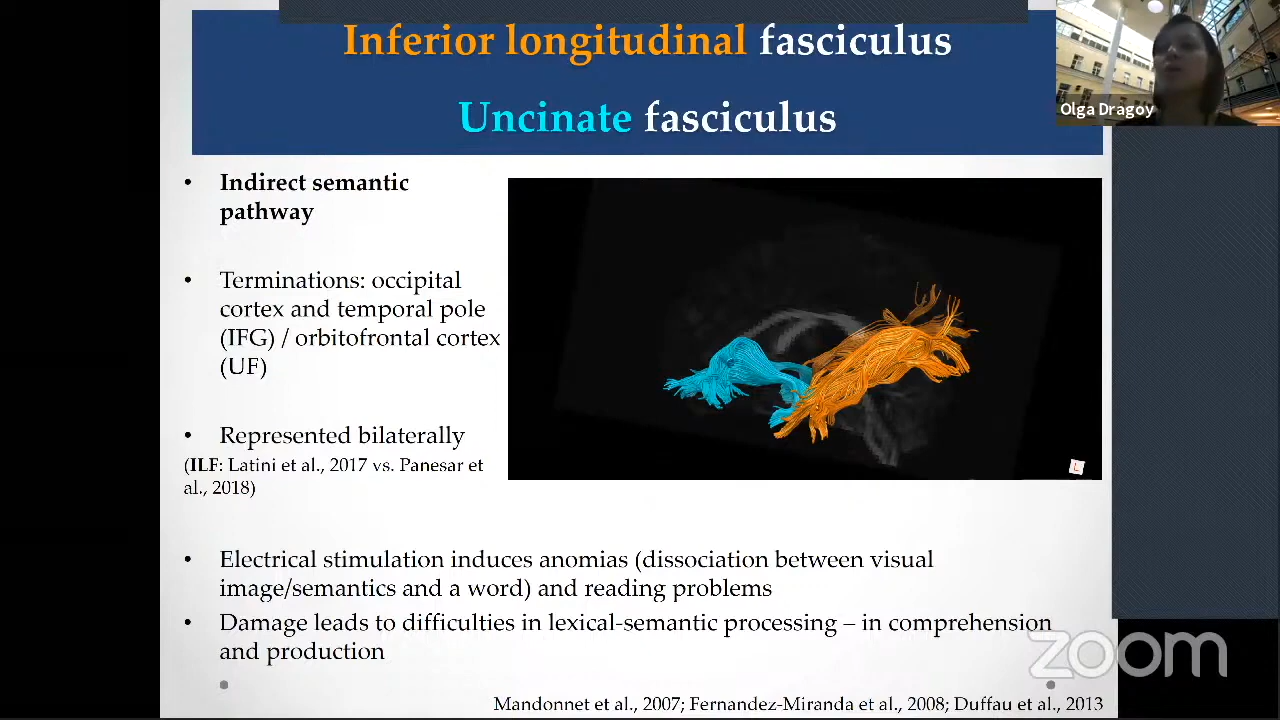 Inferior longitudinal fasciculus
Uncinate fasciculus
Olga Dragoy
• Indirect semantic
pathway
• Terminations: occipital
cortex and temporal pole
(IFG) / orbitofrontal cortex
(UF)
• Represented bilaterally
(ILF: Latini et al., 2017 vs. Panesar et
al., 2018)
L
• Electrical stimulation induces anomias (dissociation between visual
image/semantics and a word) and reading problems
• Damage leads to difficulties in lexical-semantic processing – in comprehension
and production
zoom
Mandonnet et al., 2007; Fernandez-Miranda et al., 2008; Duffau et al., 2013